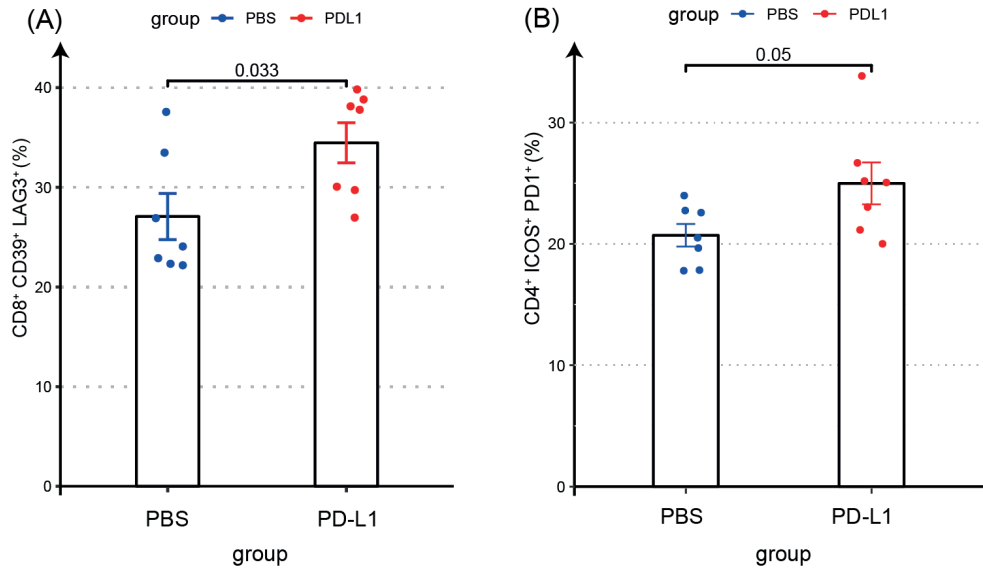 (A)
group PBS PDL1
0.033
CD8⁺ CD39⁺ LAG3⁺ (%)
40
30
20
10
0
PBS PD-L1
group
(B)
group PBS PDL1
0.05
CD4⁺ ICOS⁺ PD1⁺ (%)
30
20
10
0
PBS PD-L1
group